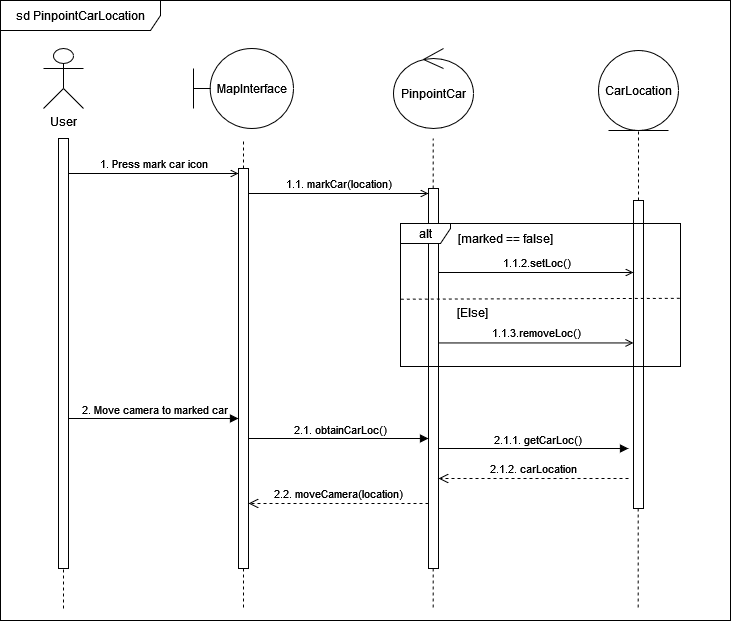 sd PinpointCarLocation
User
MapInterface
PinpointCar
CarLocation
1. Press mark car icon
1.1. markCar(location)
alt
[marked == false]
1.1.2.setLoc()
[Else]
1.1.3.removeLoc()
2. Move camera to marked car
2.1. obtainCarLoc()
2.1.1. getCarLoc()
2.1.2. carLocation
2.2. moveCamera(location)